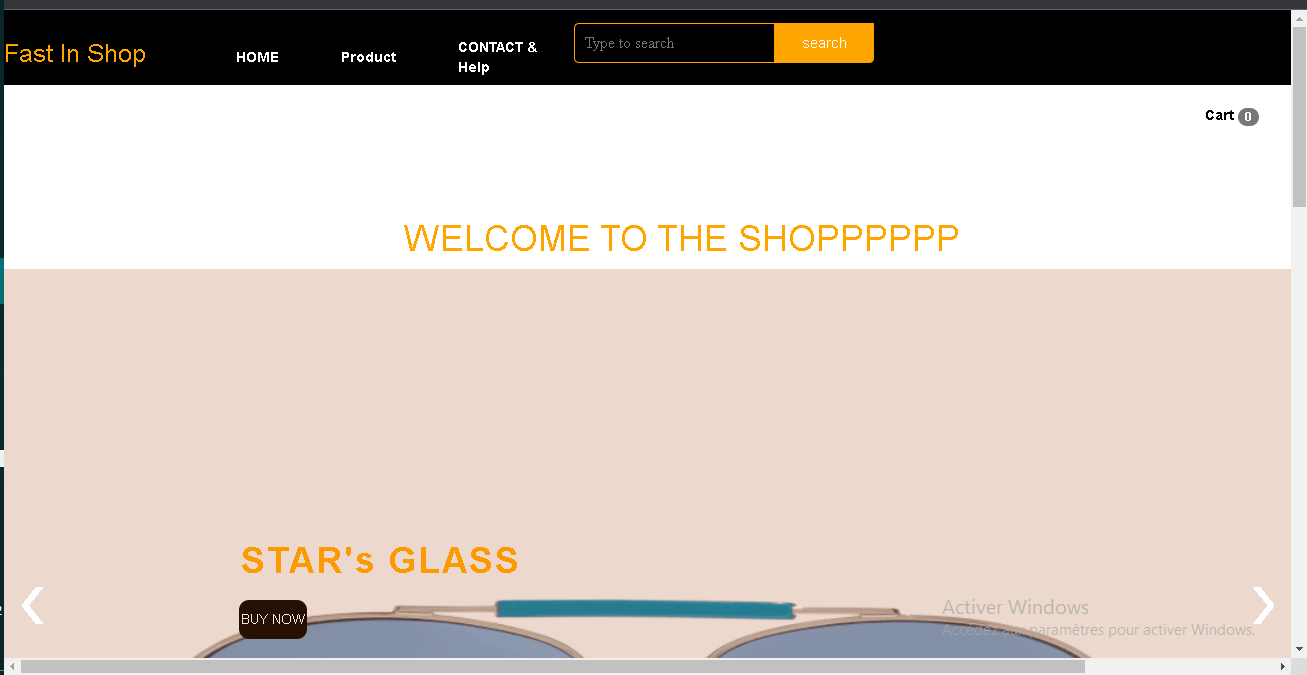 Fast In Shop
HOME
Product
CONTACT &
Help
Type to search
search
Cart 0
WELCOME TO THE SHOPPPPPP
STAR's GLASS
BUY NOW
Activer Windows
Accédez aux paramètres pour activer Windows.